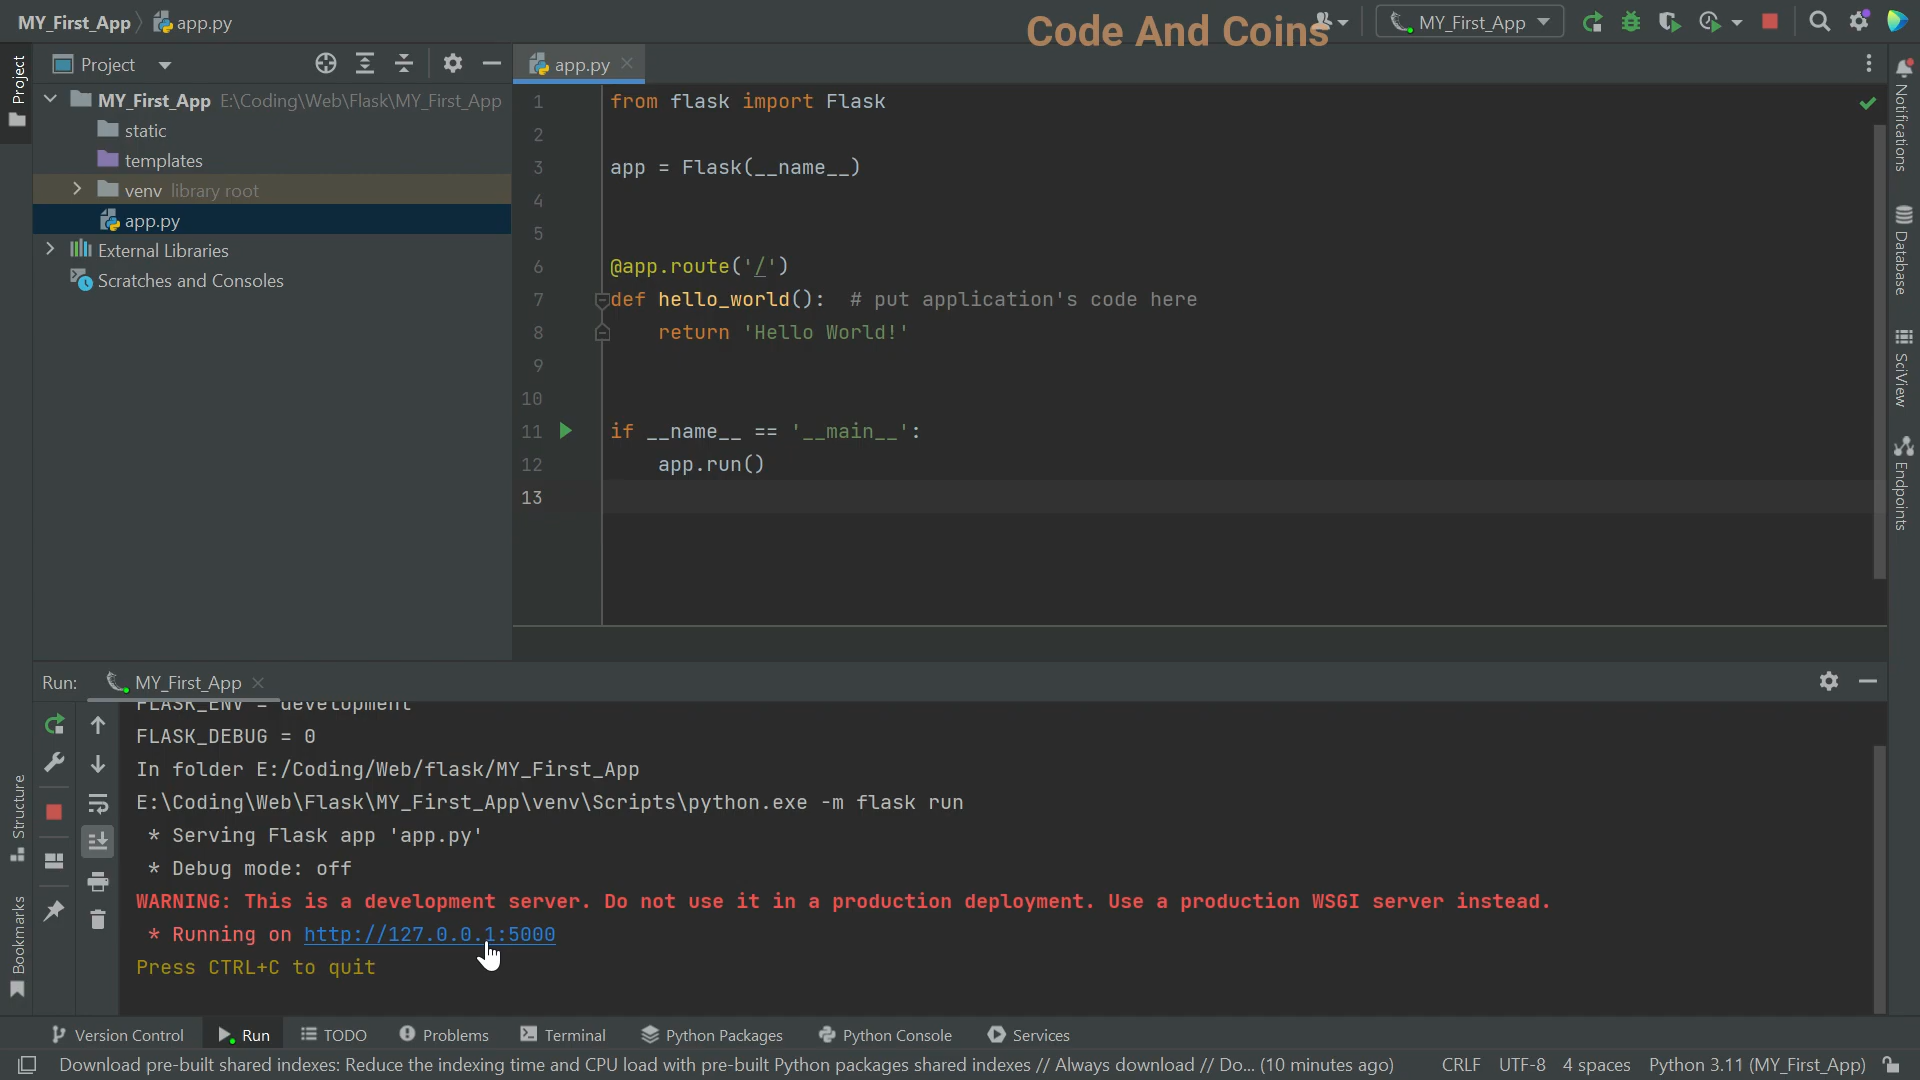 MY_First_App app.py
Code And Coins
MY_First_App
Project
app.py
MY_First_App E:\Coding\Web\Flask\MY_First_App
static
templates
venv library root
app.py
External Libraries
Scratches and Consoles
Project
Structure
Bookmarks
1 from flask import Flask
2
3 app = Flask(__name__)
4
5
6 @app.route('/')
7 def hello_world():  # put application's code here
8     return 'Hello World!'
9
10
11 if __name__ == '__main__':
12     app.run()
13
Notifications
Database
SciView
Endpoints
Run: MY_First_App
FLASK_ENV = development
FLASK_DEBUG = 0
In folder E:/Coding/Web/flask/MY_First_App
E:\Coding\Web\Flask\MY_First_App\venv\Scripts\python.exe -m flask run
 * Serving Flask app 'app.py'
 * Debug mode: off
WARNING: This is a development server. Do not use it in a production deployment. Use a production WSGI server instead.
 * Running on http://127.0.0.1:5000
Press CTRL+C to quit
Version Control Run TODO Problems Terminal Python Packages Python Console Services
Download pre-built shared indexes: Reduce the indexing time and CPU load with pre-built Python packages shared indexes // Always download // Do... (10 minutes ago) CRLF UTF-8 4 spaces Python 3.11 (MY_First_App)